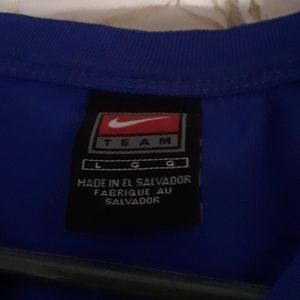 TEAM
L G G
MADE IN EL SALVADOR
FABRIQUE AU
SALVADOR